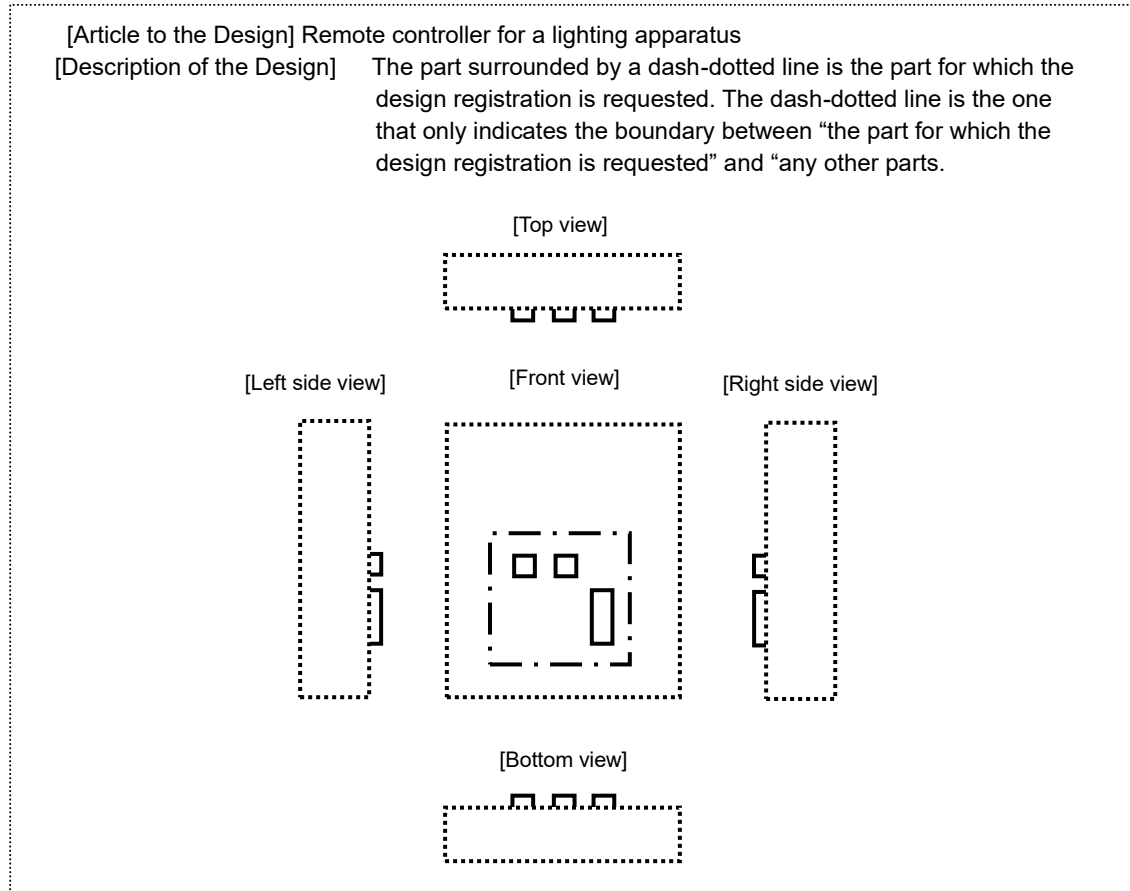 [Article to the Design] Remote controller for a lighting apparatus
[Description of the Design] The part surrounded by a dash-dotted line is the part for which the
design registration is requested. The dash-dotted line is the one
that only indicates the boundary between “the part for which the
design registration is requested” and “any other parts.
[Top view]
[Left side view] [Front view] [Right side view]
[Bottom view]